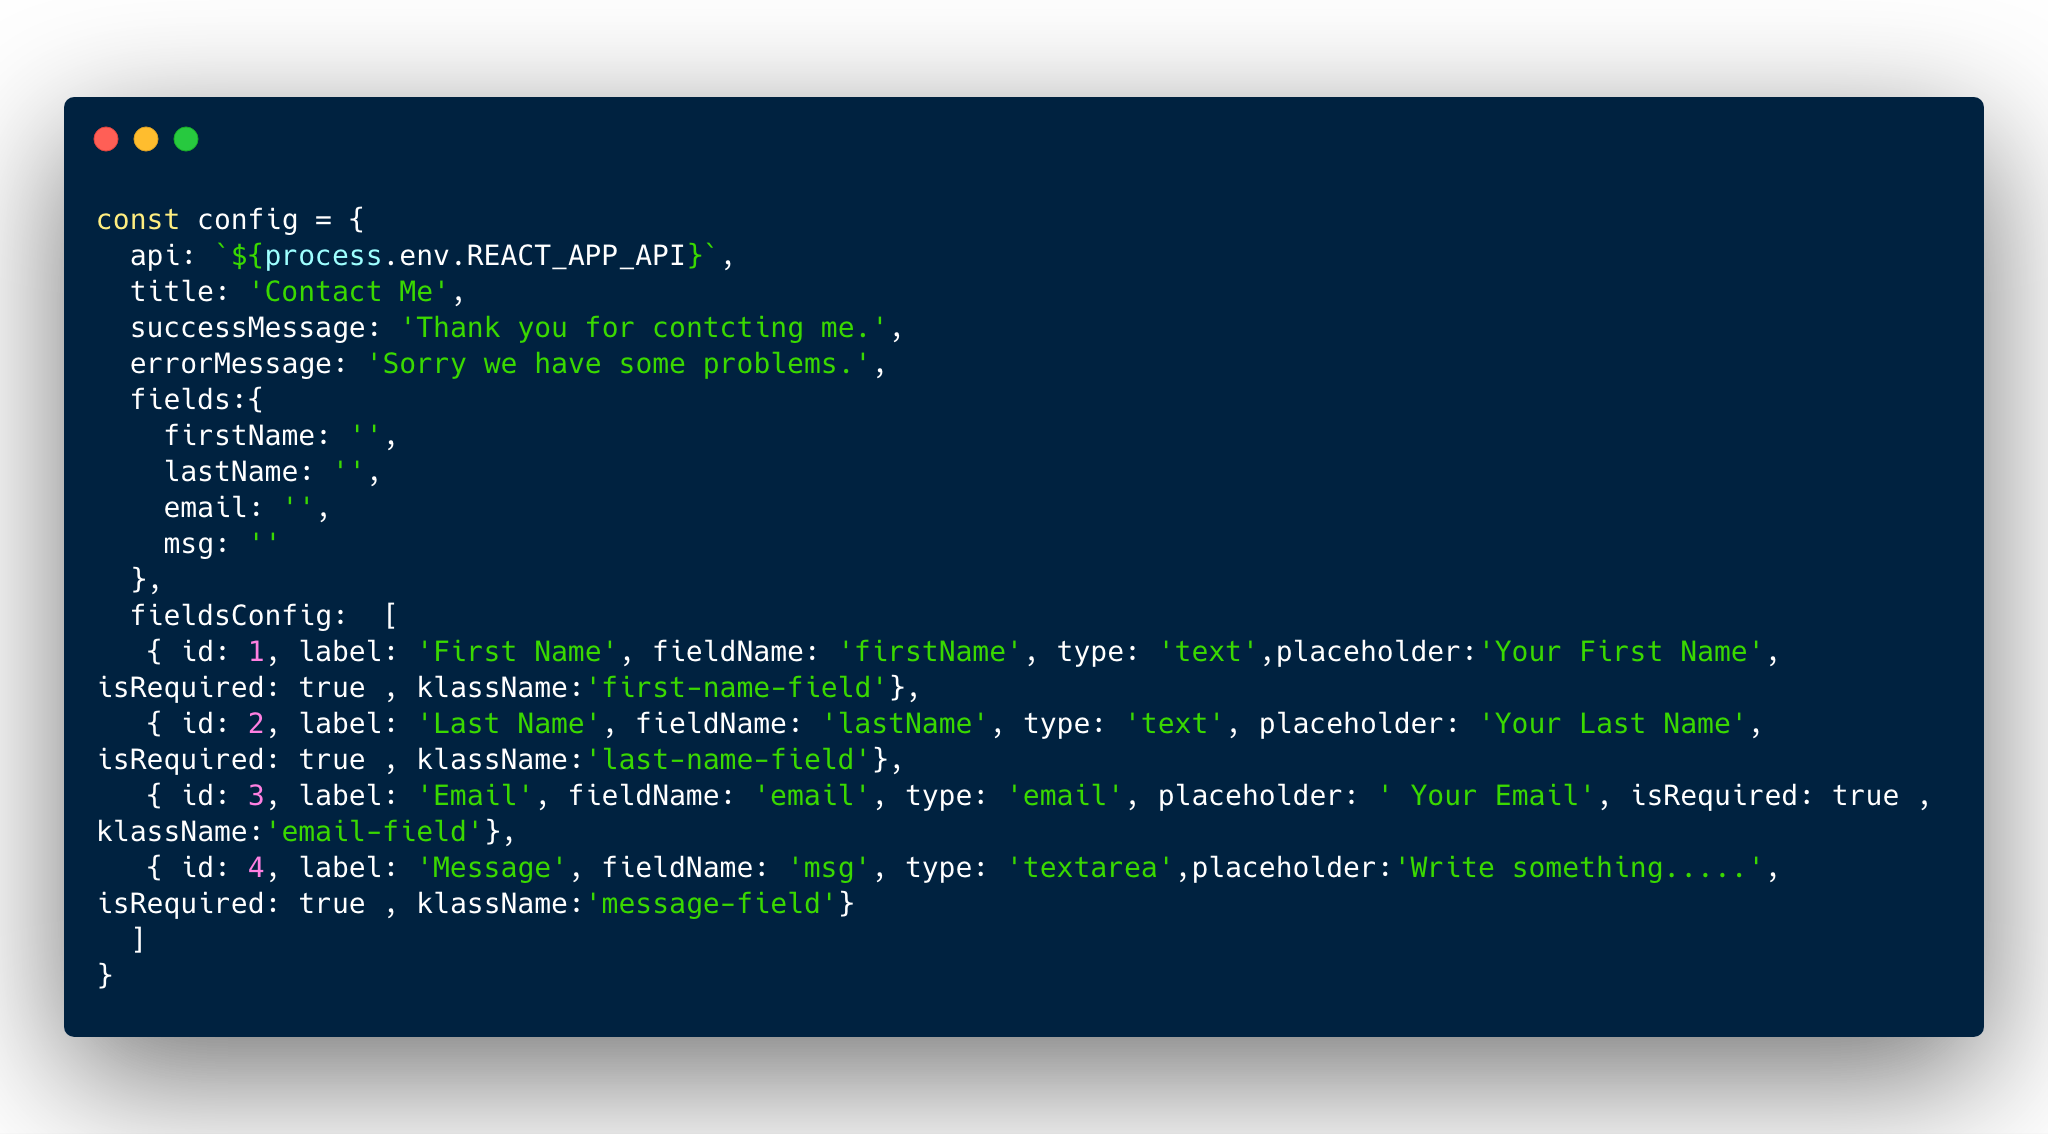 const config = {
  api: `${process.env.REACT_APP_API}`,
  title: 'Contact Me',
  successMessage: 'Thank you for contcting me.',
  errorMessage: 'Sorry we have some problems.',
  fields:{
    firstName: '',
    lastName: '',
    email: '',
    msg: ''
  },
  fieldsConfig:  [
   { id: 1, label: 'First Name', fieldName: 'firstName', type: 'text',placeholder:'Your First Name',
isRequired: true , klassName:'first-name-field'},
   { id: 2, label: 'Last Name', fieldName: 'lastName', type: 'text', placeholder: 'Your Last Name',
isRequired: true , klassName:'last-name-field'},
   { id: 3, label: 'Email', fieldName: 'email', type: 'email', placeholder: ' Your Email', isRequired: true ,
klassName:'email-field'},
   { id: 4, label: 'Message', fieldName: 'msg', type: 'textarea',placeholder:'Write something.....',
isRequired: true , klassName:'message-field'}
  ]
}